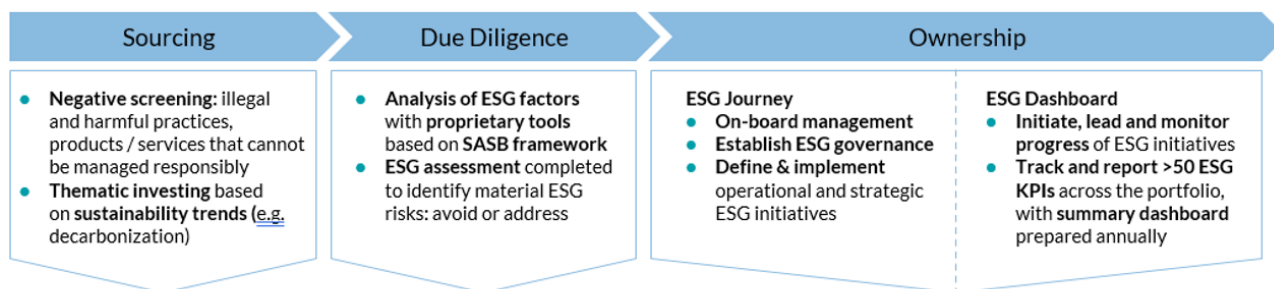 Sourcing
Due Diligence
Ownership
Negative screening: illegal
and harmful practices,
products / services that cannot
be managed responsibly
Thematic investing based
on sustainability trends (e.g.
decarbonization)
Analysis of ESG factors
with proprietary tools
based on SASB framework
ESG assessment completed
to identify material ESG
risks: avoid or address
ESG Journey
On-board management
Establish ESG governance
Define & implement
operational and strategic
ESG initiatives
ESG Dashboard
Initiate, lead and monitor
progress of ESG initiatives
Track and report >50 ESG
KPIs across the portfolio,
with summary dashboard
prepared annually